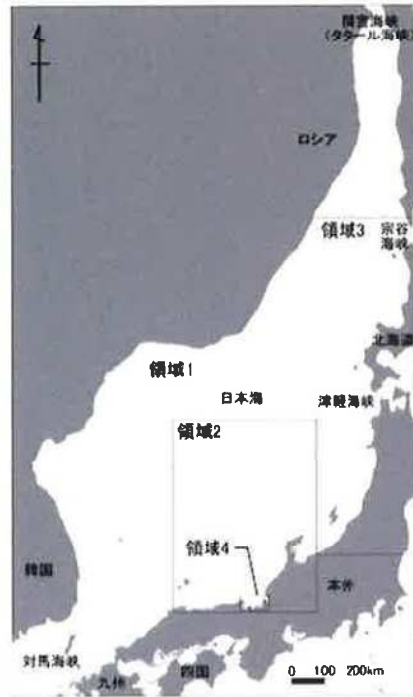 間宮海峡
(タタール海峡)
ロシア
領域3
宗谷
海峡
北海道
領域1
日本海
津軽海峡
領域2
領域4
韓国
本州
対馬海峡
九州
四国
0 100 200km